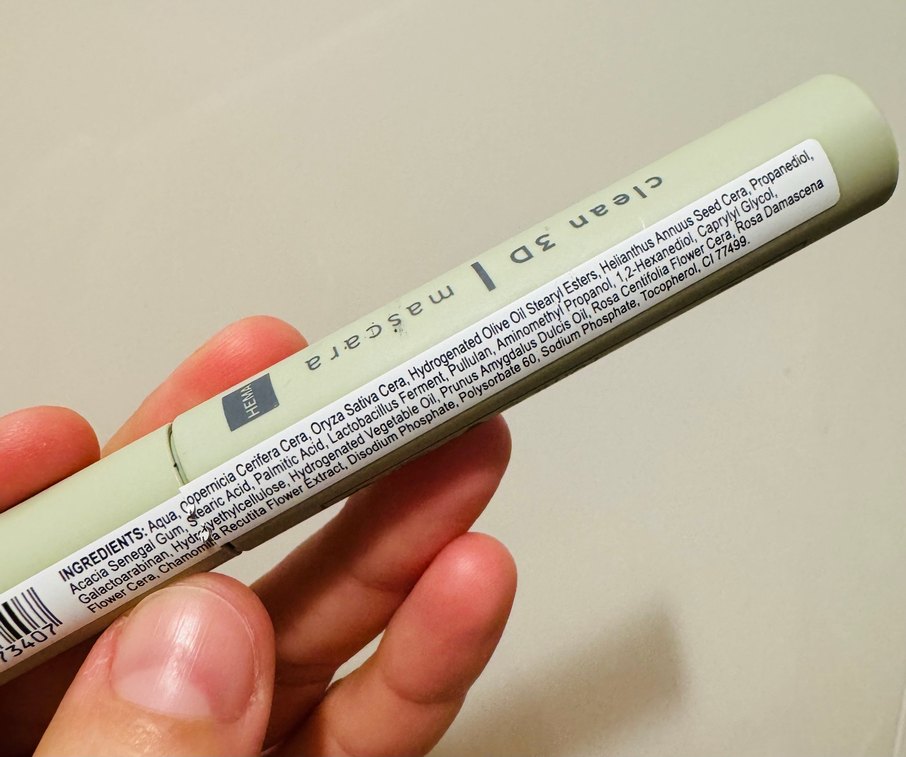 clean 3D | mascara
HEMA
INGREDIENTS: Aqua, Copernicia Cerifera Cera, Oryza Sativa Cera, Hydrogenated Olive Oil Stearyl Esters, Helianthus Annuus Seed Cera, Propanediol,
Acacia Senegal Gum, Stearic Acid, Palmitic Acid, Lactobacillus Ferment, Pullulan, Aminomethyl Propanol, 1,2-Hexanediol, Caprylyl Glycol,
Galactoarabinan, Hydroxyethylcellulose, Hydrogenated Vegetable Oil, Prunus Amygdalus Dulcis Oil, Rosa Centifolia Flower Cera, Rosa Damascena
Flower Cera, Chamomilla Recutita Flower Extract, Disodium Phosphate, Polysorbate 60, Sodium Phosphate, Tocopherol, CI 77499.
73407